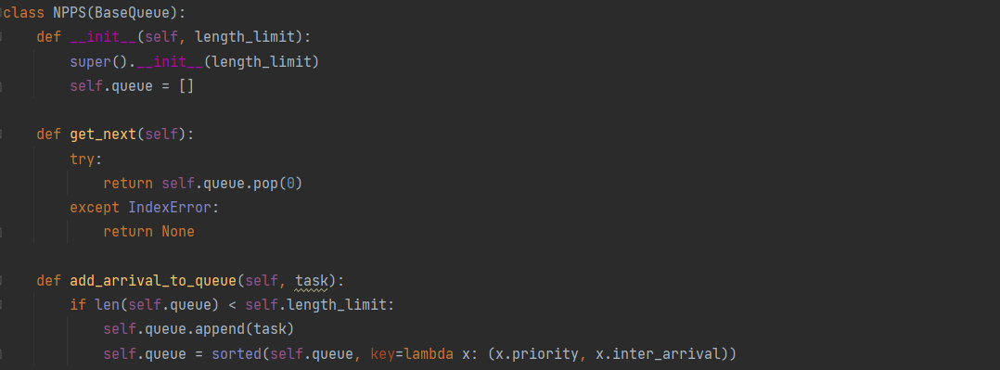 class NPPS(BaseQueue):
    def __init__(self, length_limit):
        super().__init__(length_limit)
        self.queue = []
    def get_next(self):
        try:
            return self.queue.pop(0)
        except IndexError:
            return None
    def add_arrival_to_queue(self, task):
        if len(self.queue) < self.length_limit:
            self.queue.append(task)
            self.queue = sorted(self.queue, key=lambda x: (x.priority, x.inter_arrival))